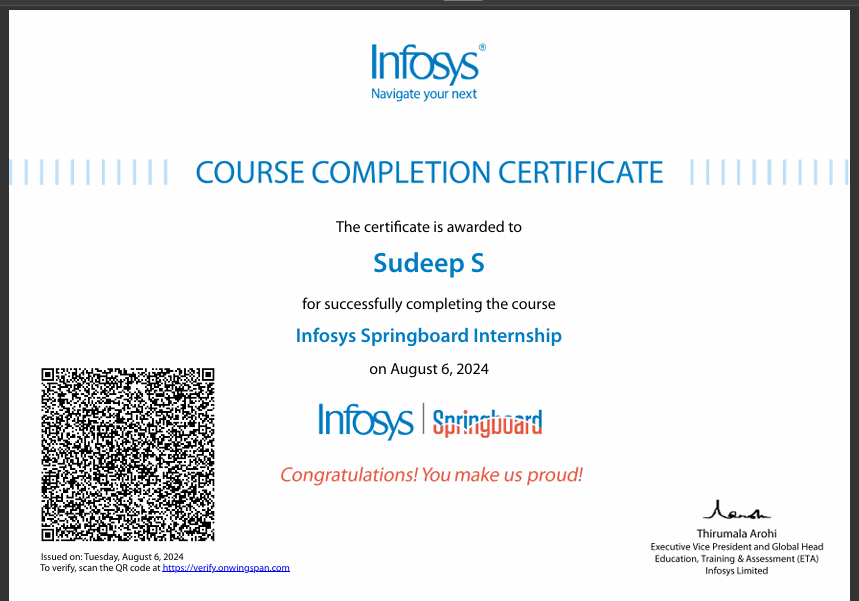 Infosys®
Navigate your next
COURSE COMPLETION CERTIFICATE
The certificate is awarded to
Sudeep S
for successfully completing the course
Infosys Springboard Internship
on August 6, 2024
Infosys | Springboard
Congratulations! You make us proud!
Issued on: Tuesday, August 6, 2024
To verify, scan the QR code at https://verify.onwingspan.com
Thirumala Arohi
Executive Vice President and Global Head
Education, Training & Assessment (ETA)
Infosys Limited